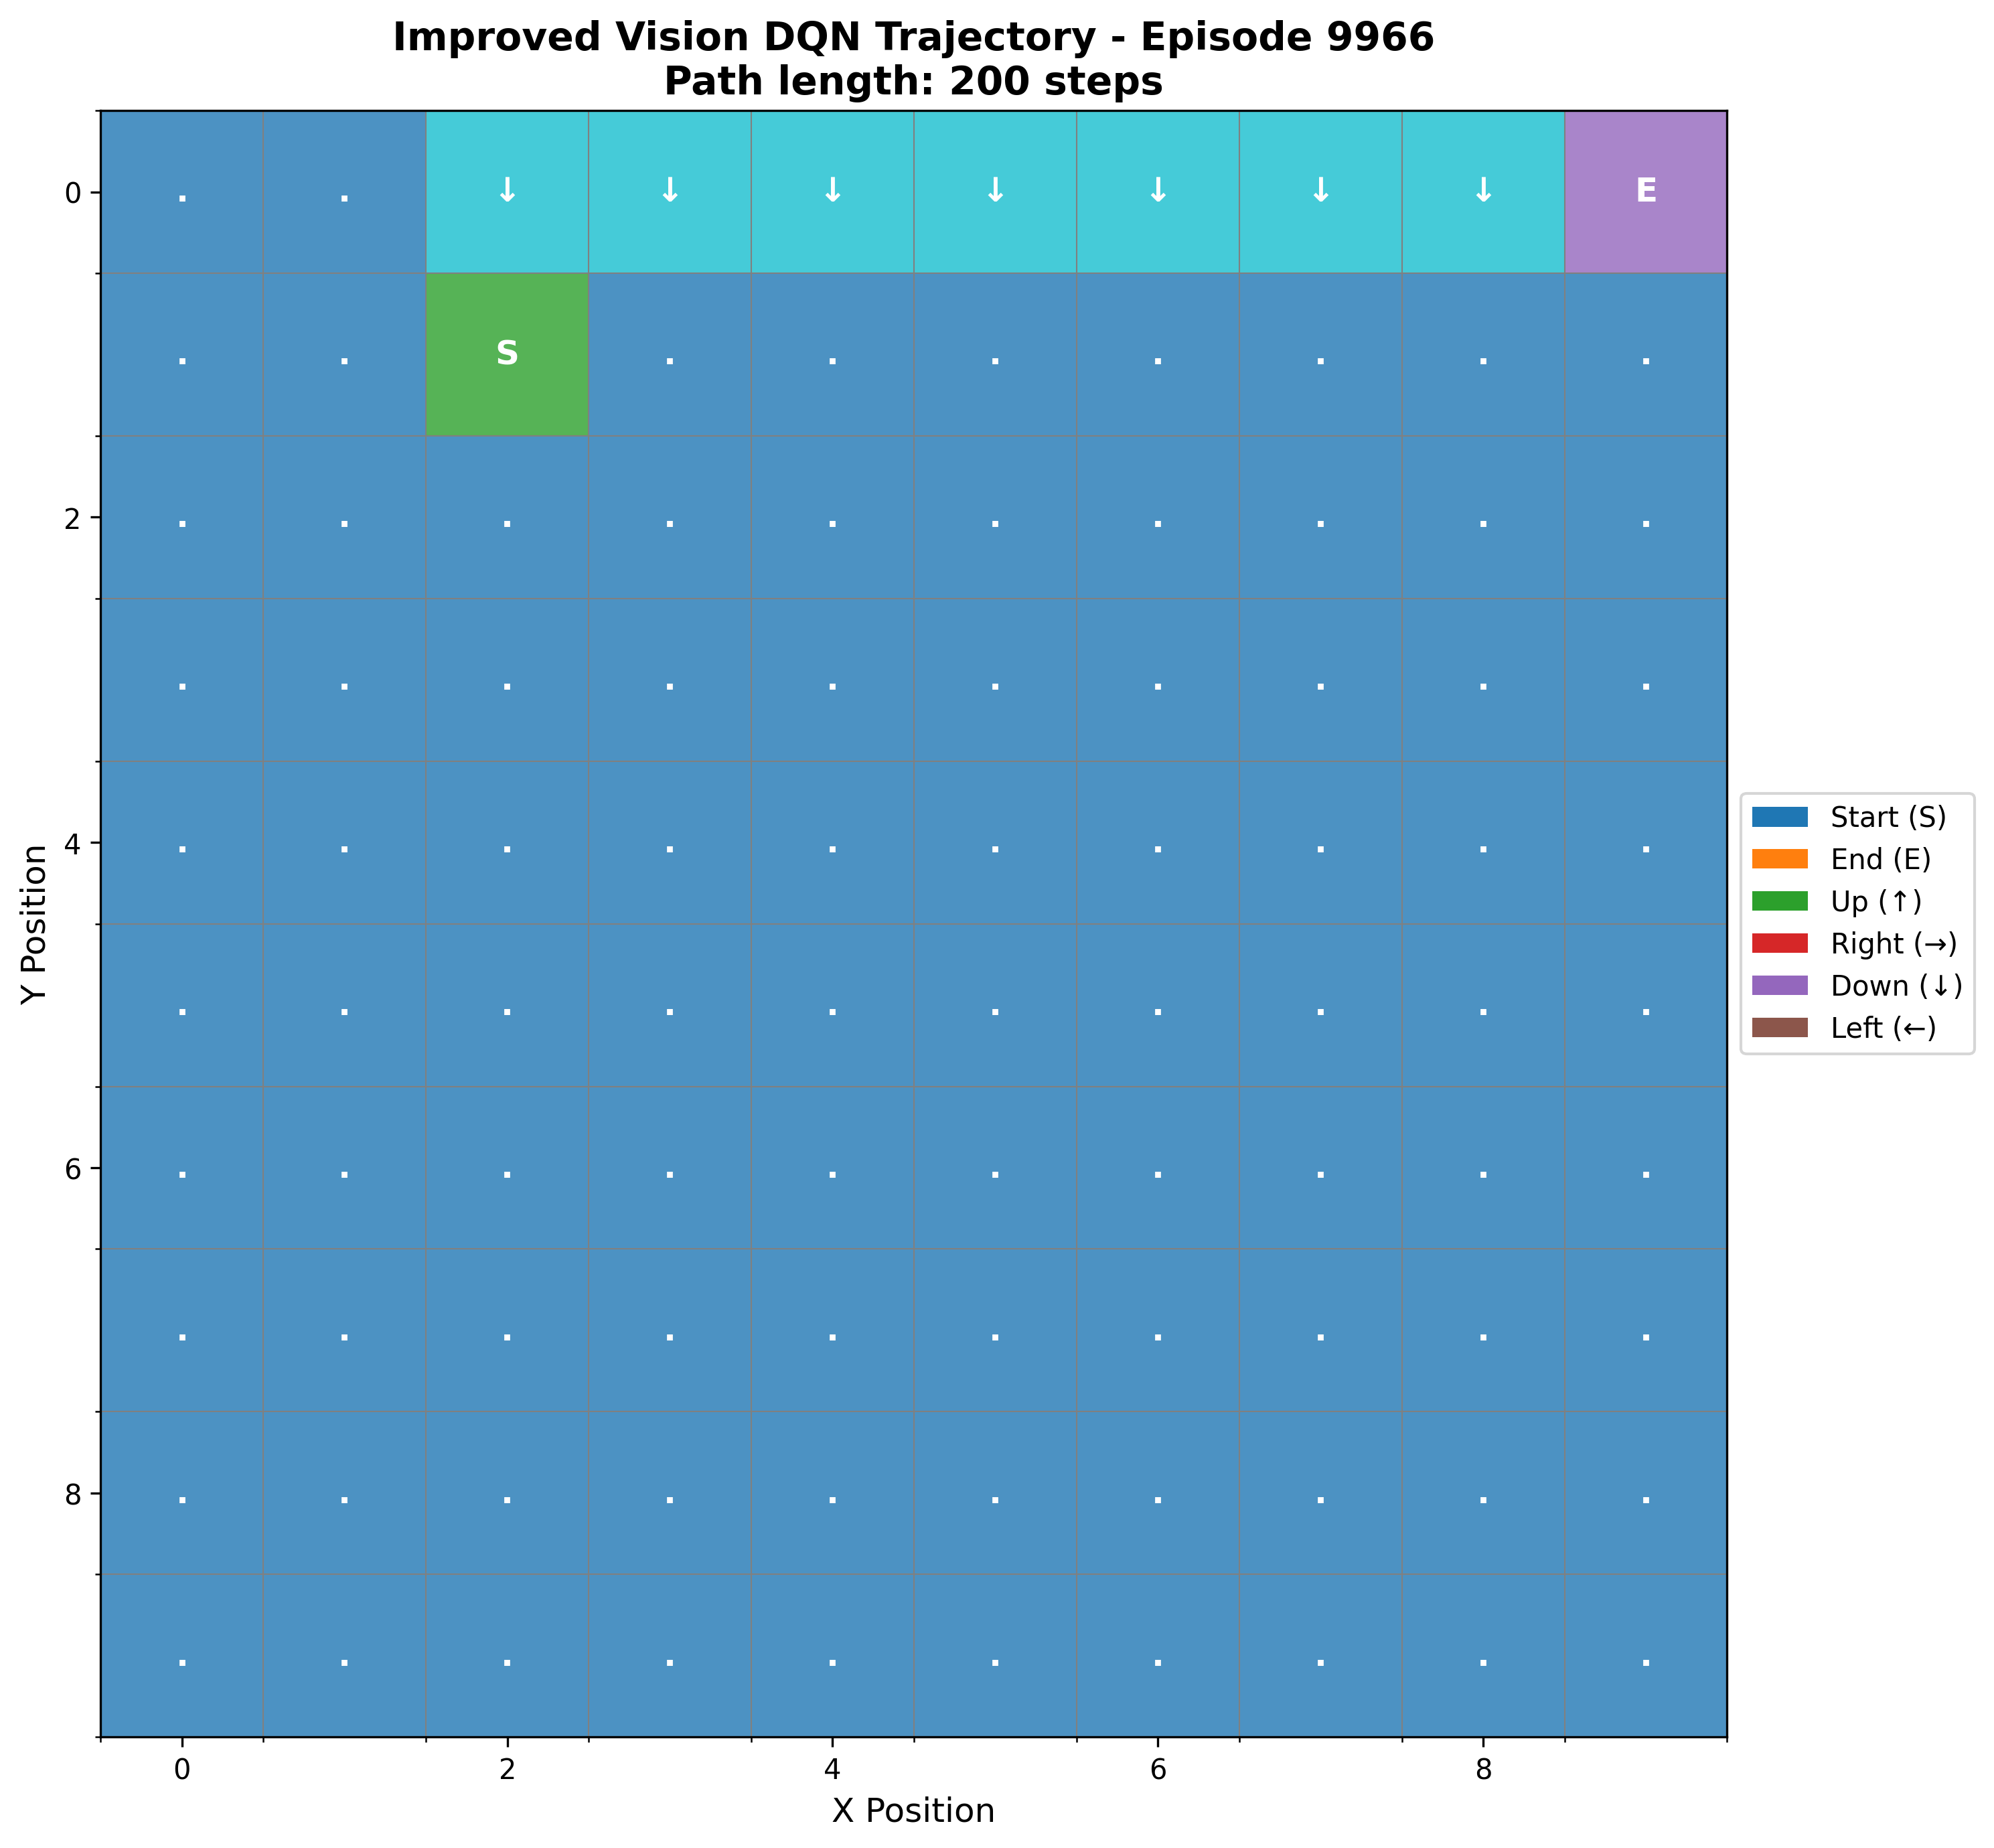 Improved Vision DQN Trajectory - Episode 9966
Path length: 200 steps
0 . . ↓ ↓ ↓ ↓ ↓ ↓ ↓ E
. . S . . . . . . .
2 . . . . . . . . . .
. . . . . . . . . .
4 . . . . . . . . . .
. . . . . . . . . .
6 . . . . . . . . . .
. . . . . . . . . .
8 . . . . . . . . . .
. . . . . . . . . .
0 2 4 6 8
X Position
Y Position
Start (S)
End (E)
Up (↑)
Right (→)
Down (↓)
Left (←)